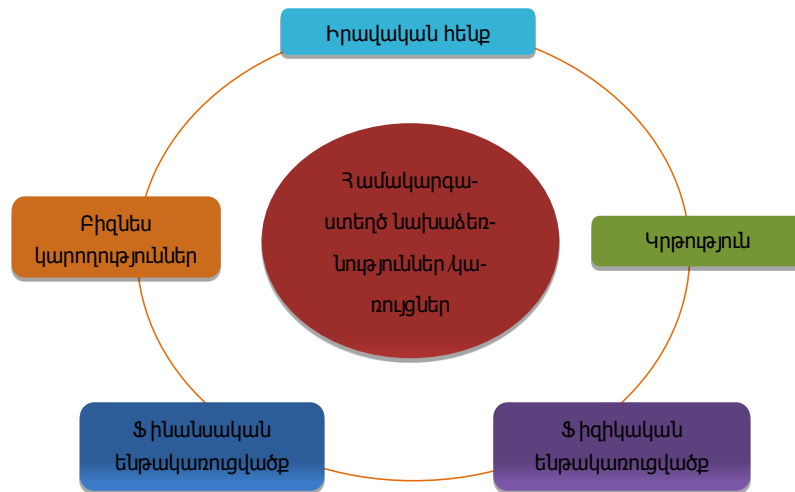 Իրավական հենք
Համակարգա-
ստեղծ նախաձեռ-
նություններ/կա-
ռույցներ
Բիզնես
կարողություններ
Կրթություն
Ֆինանսական
ենթակառուցվածք
Ֆիզիկական
ենթակառուցվածք